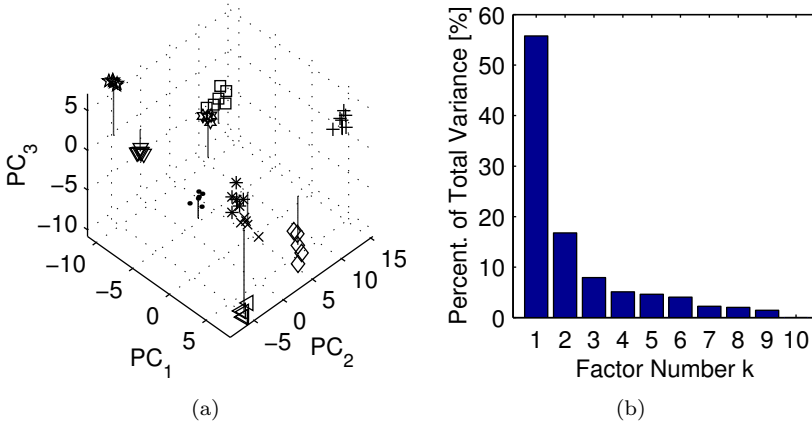 5
0
−5
−10
PC3
−10
−5
0
5
PC1
−5
0
5
10
15
PC2
(a)
60
50
40
30
20
10
0
Percent. of Total Variance [%]
1 2 3 4 5 6 7 8 9 10
Factor Number k
(b)